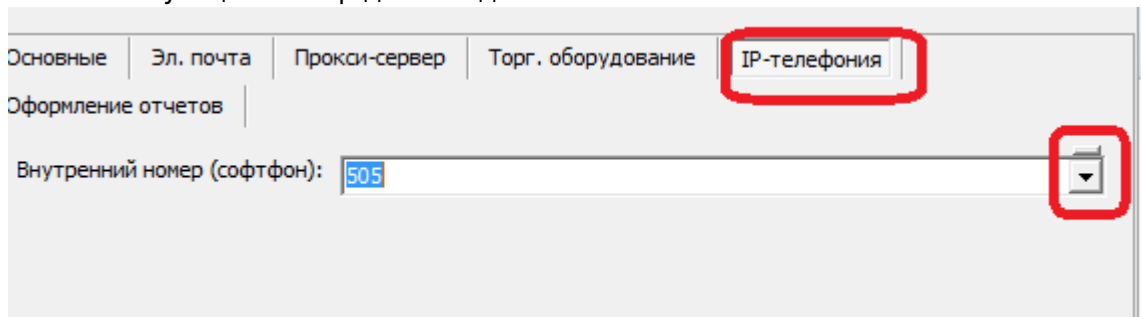 Основные Эл. почта Прокси-сервер Торг. оборудование IP-телефония
Оформление отчетов
Внутренний номер (софтфон): 505